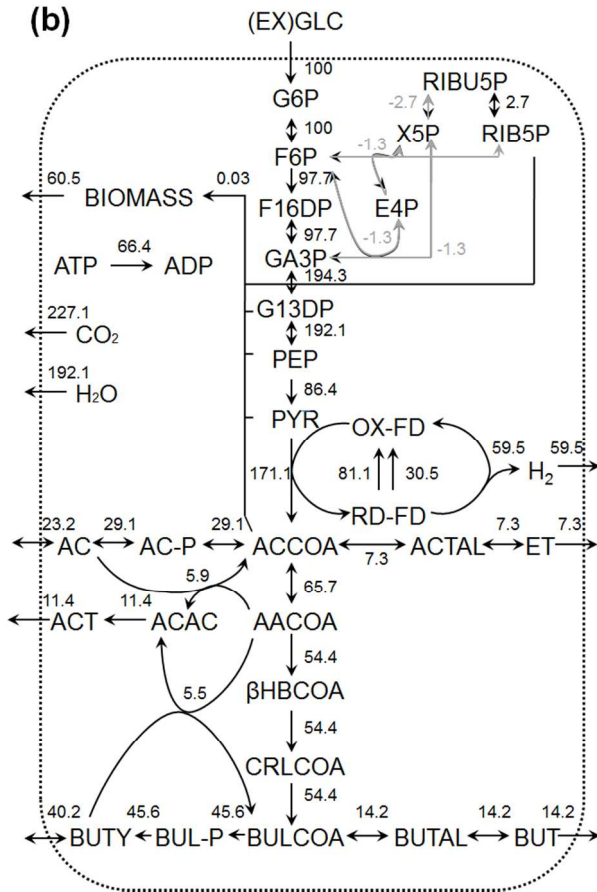 (b)
(EX)GLC
100
G6P
RIBU5P
-2.7
2.7
100
X5P
RIB5P
-1.3
F6P
60.5
BIOMASS
0.03
97.7
F16DP
E4P
66.4
97.7
-1.3
-1.3
ATP
ADP
GA3P
194.3
227.1
G13DP
CO₂
192.1
192.1
PEP
H₂O
86.4
PYR
OX-FD
171.1
81.1
30.5
59.5
59.5
H₂
RD-FD
23.2
29.1
29.1
7.3
7.3
AC
AC-P
ACCOA
7.3
ACTAL
ET
5.9
65.7
11.4
11.4
ACT
ACAC
AACOA
54.4
5.5
βHBCOA
54.4
CRLCOA
54.4
40.2
45.6
45.6
14.2
14.2
14.2
BUTY
BUL-P
BULCOA
BUTAL
BUT